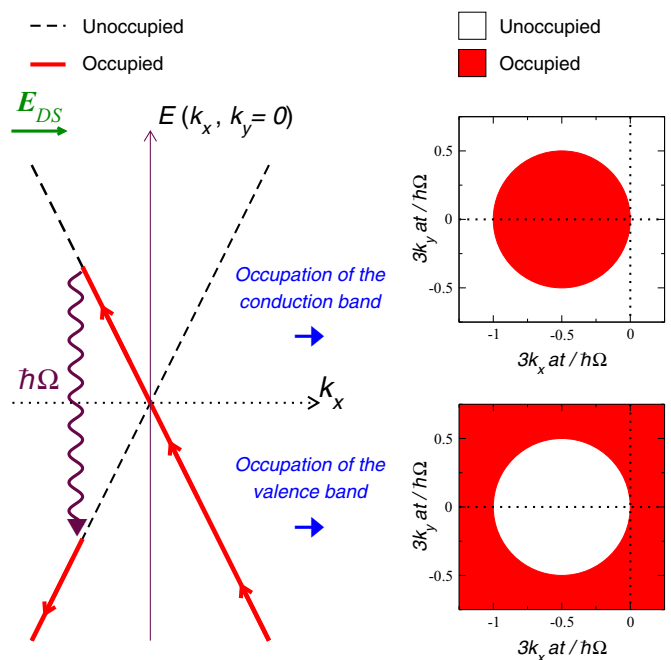 Unoccupied
Occupied
E_DS
E (k_x , k_y = 0)
Occupation of the
conduction band
ħΩ
k_x
Occupation of the
valence band
Unoccupied
Occupied
3k_y at / ħΩ
0.5
0
-0.5
-1
-0.5
0
3k_x at / ħΩ
3k_y at / ħΩ
0.5
0
-0.5
-1
-0.5
0
3k_x at / ħΩ